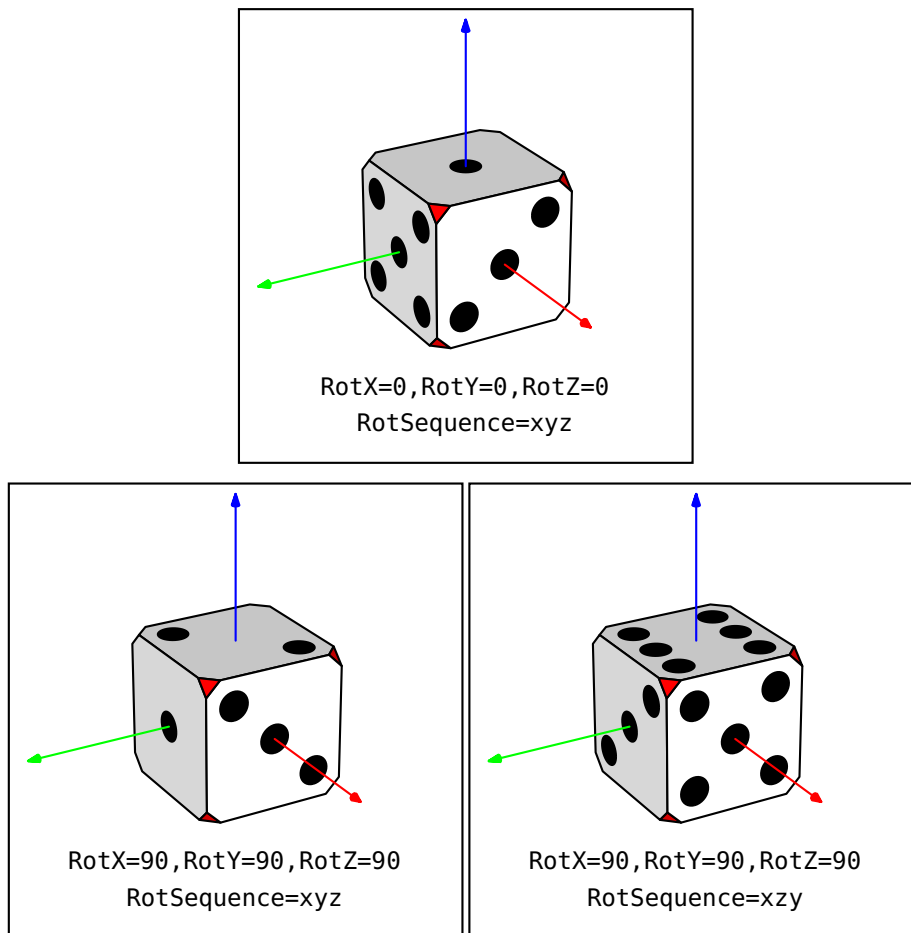 RotX=0,RotY=0,RotZ=0
RotSequence=xyz
RotX=90,RotY=90,RotZ=90
RotSequence=xyz
RotX=90,RotY=90,RotZ=90
RotSequence=xzy